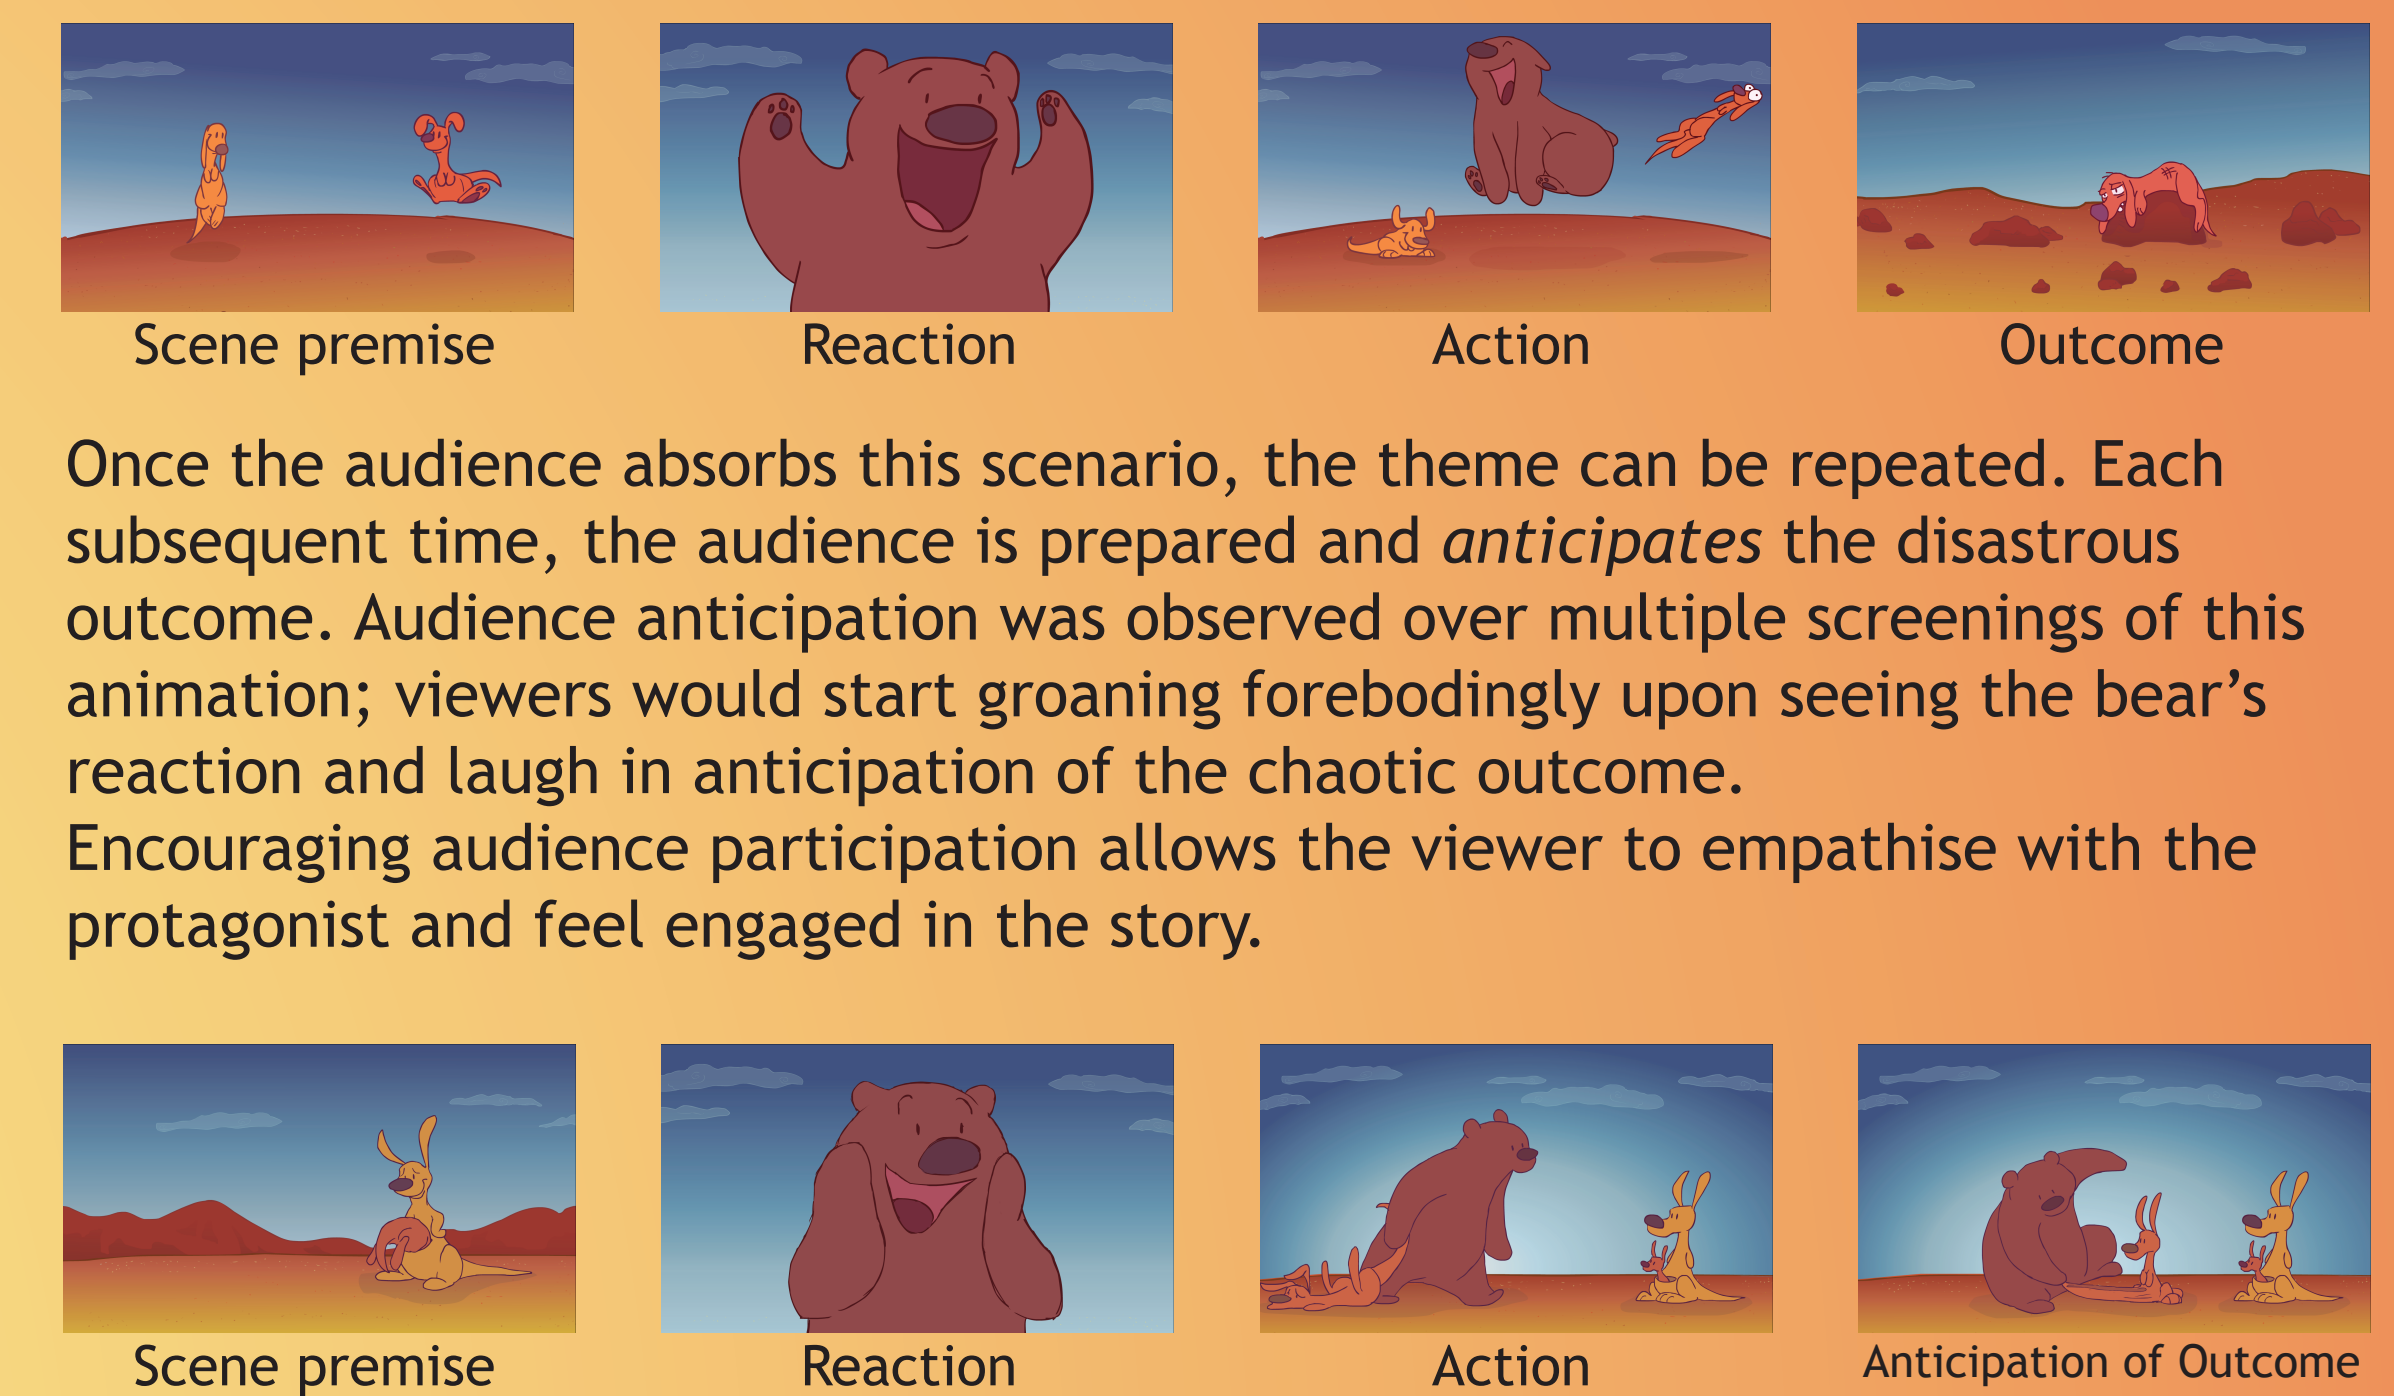 Scene premise
Reaction
Action
Outcome
Once the audience absorbs this scenario, the theme can be repeated. Each
subsequent time, the audience is prepared and anticipates the disastrous
outcome. Audience anticipation was observed over multiple screenings of this
animation; viewers would start groaning forebodingly upon seeing the bear’s
reaction and laugh in anticipation of the chaotic outcome.
Encouraging audience participation allows the viewer to empathise with the
protagonist and feel engaged in the story.
Scene premise
Reaction
Action
Anticipation of Outcome